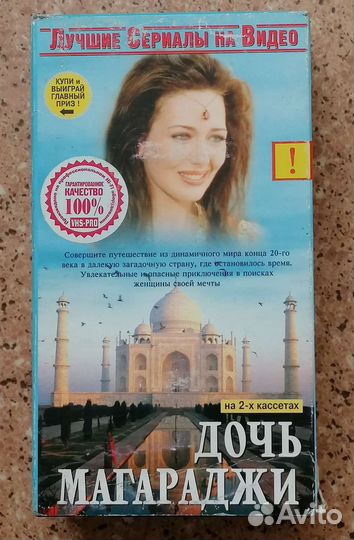 Лучшие Сериалы на Видео
КУПИ и
ВЫИГРАЙ
ГЛАВНЫЙ
ПРИЗ !
!
ГАРАНТИРОВАННОЕ
КАЧЕСТВО
100%
VHS-PRO
Совершите путешествие из динамичного мира конца 20-го
века в далекую загадочную страну, где остановилось время.
Увлекательные и опасные приключения в поисках
женщины своей мечты
на 2-х кассетах
ДОЧЬ
МАГАРАДЖИ
Avito